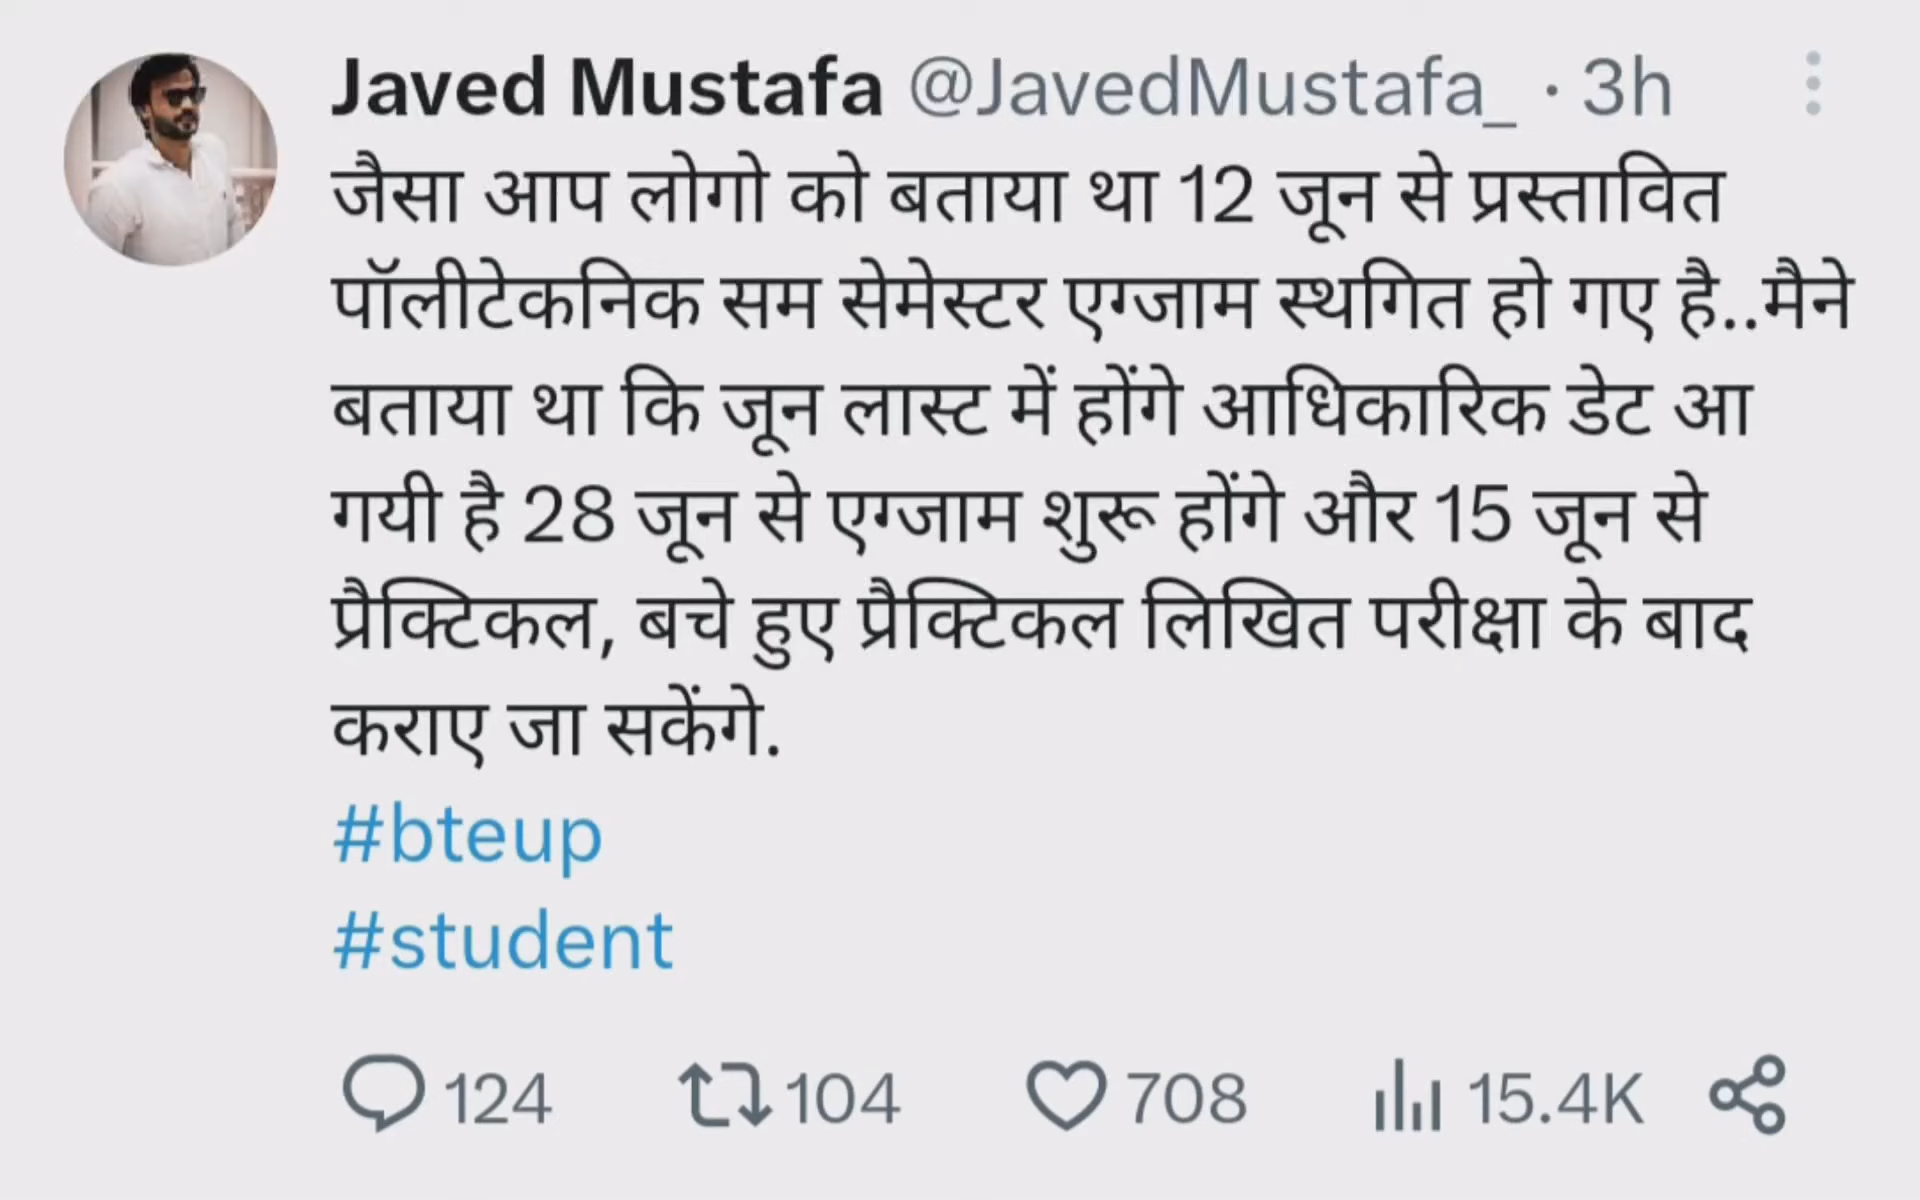 Javed Mustafa @JavedMustafa_ · 3h
जैसा आप लोगो को बताया था 12 जून से प्रस्तावित
पॉलीटेकनिक सम सेमेस्टर एग्जाम स्थगित हो गए है..मैने
बताया था कि जून लास्ट में होंगे आधिकारिक डेट आ
गयी है 28 जून से एग्जाम शुरू होंगे और 15 जून से
प्रैक्टिकल, बचे हुए प्रैक्टिकल लिखित परीक्षा के बाद
कराए जा सकेंगे.
#bteup
#student
124 104 708 15.4K